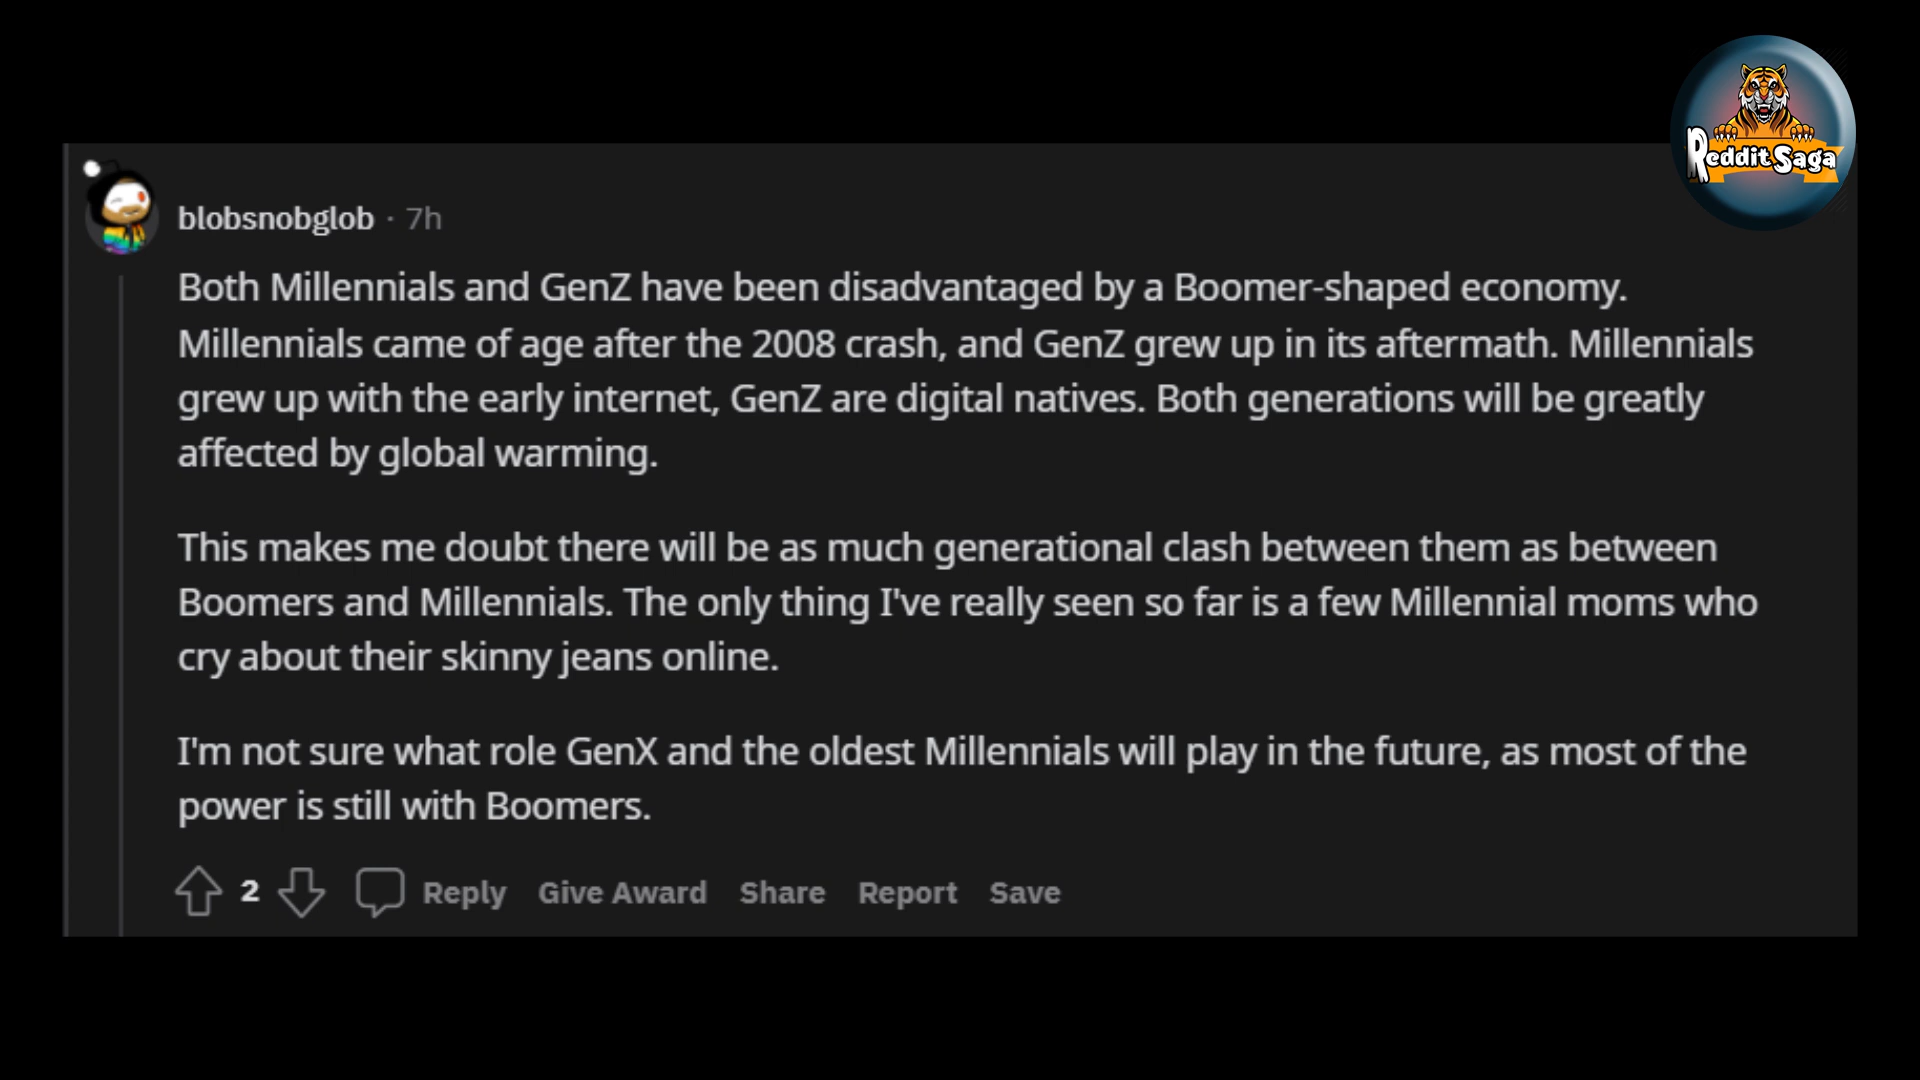 Reddit Saga
blobsnobglob · 7h
Both Millennials and GenZ have been disadvantaged by a Boomer-shaped economy.
Millennials came of age after the 2008 crash, and GenZ grew up in its aftermath. Millennials
grew up with the early internet, GenZ are digital natives. Both generations will be greatly
affected by global warming.
This makes me doubt there will be as much generational clash between them as between
Boomers and Millennials. The only thing I've really seen so far is a few Millennial moms who
cry about their skinny jeans online.
I'm not sure what role GenX and the oldest Millennials will play in the future, as most of the
power is still with Boomers.
2 Reply Give Award Share Report Save